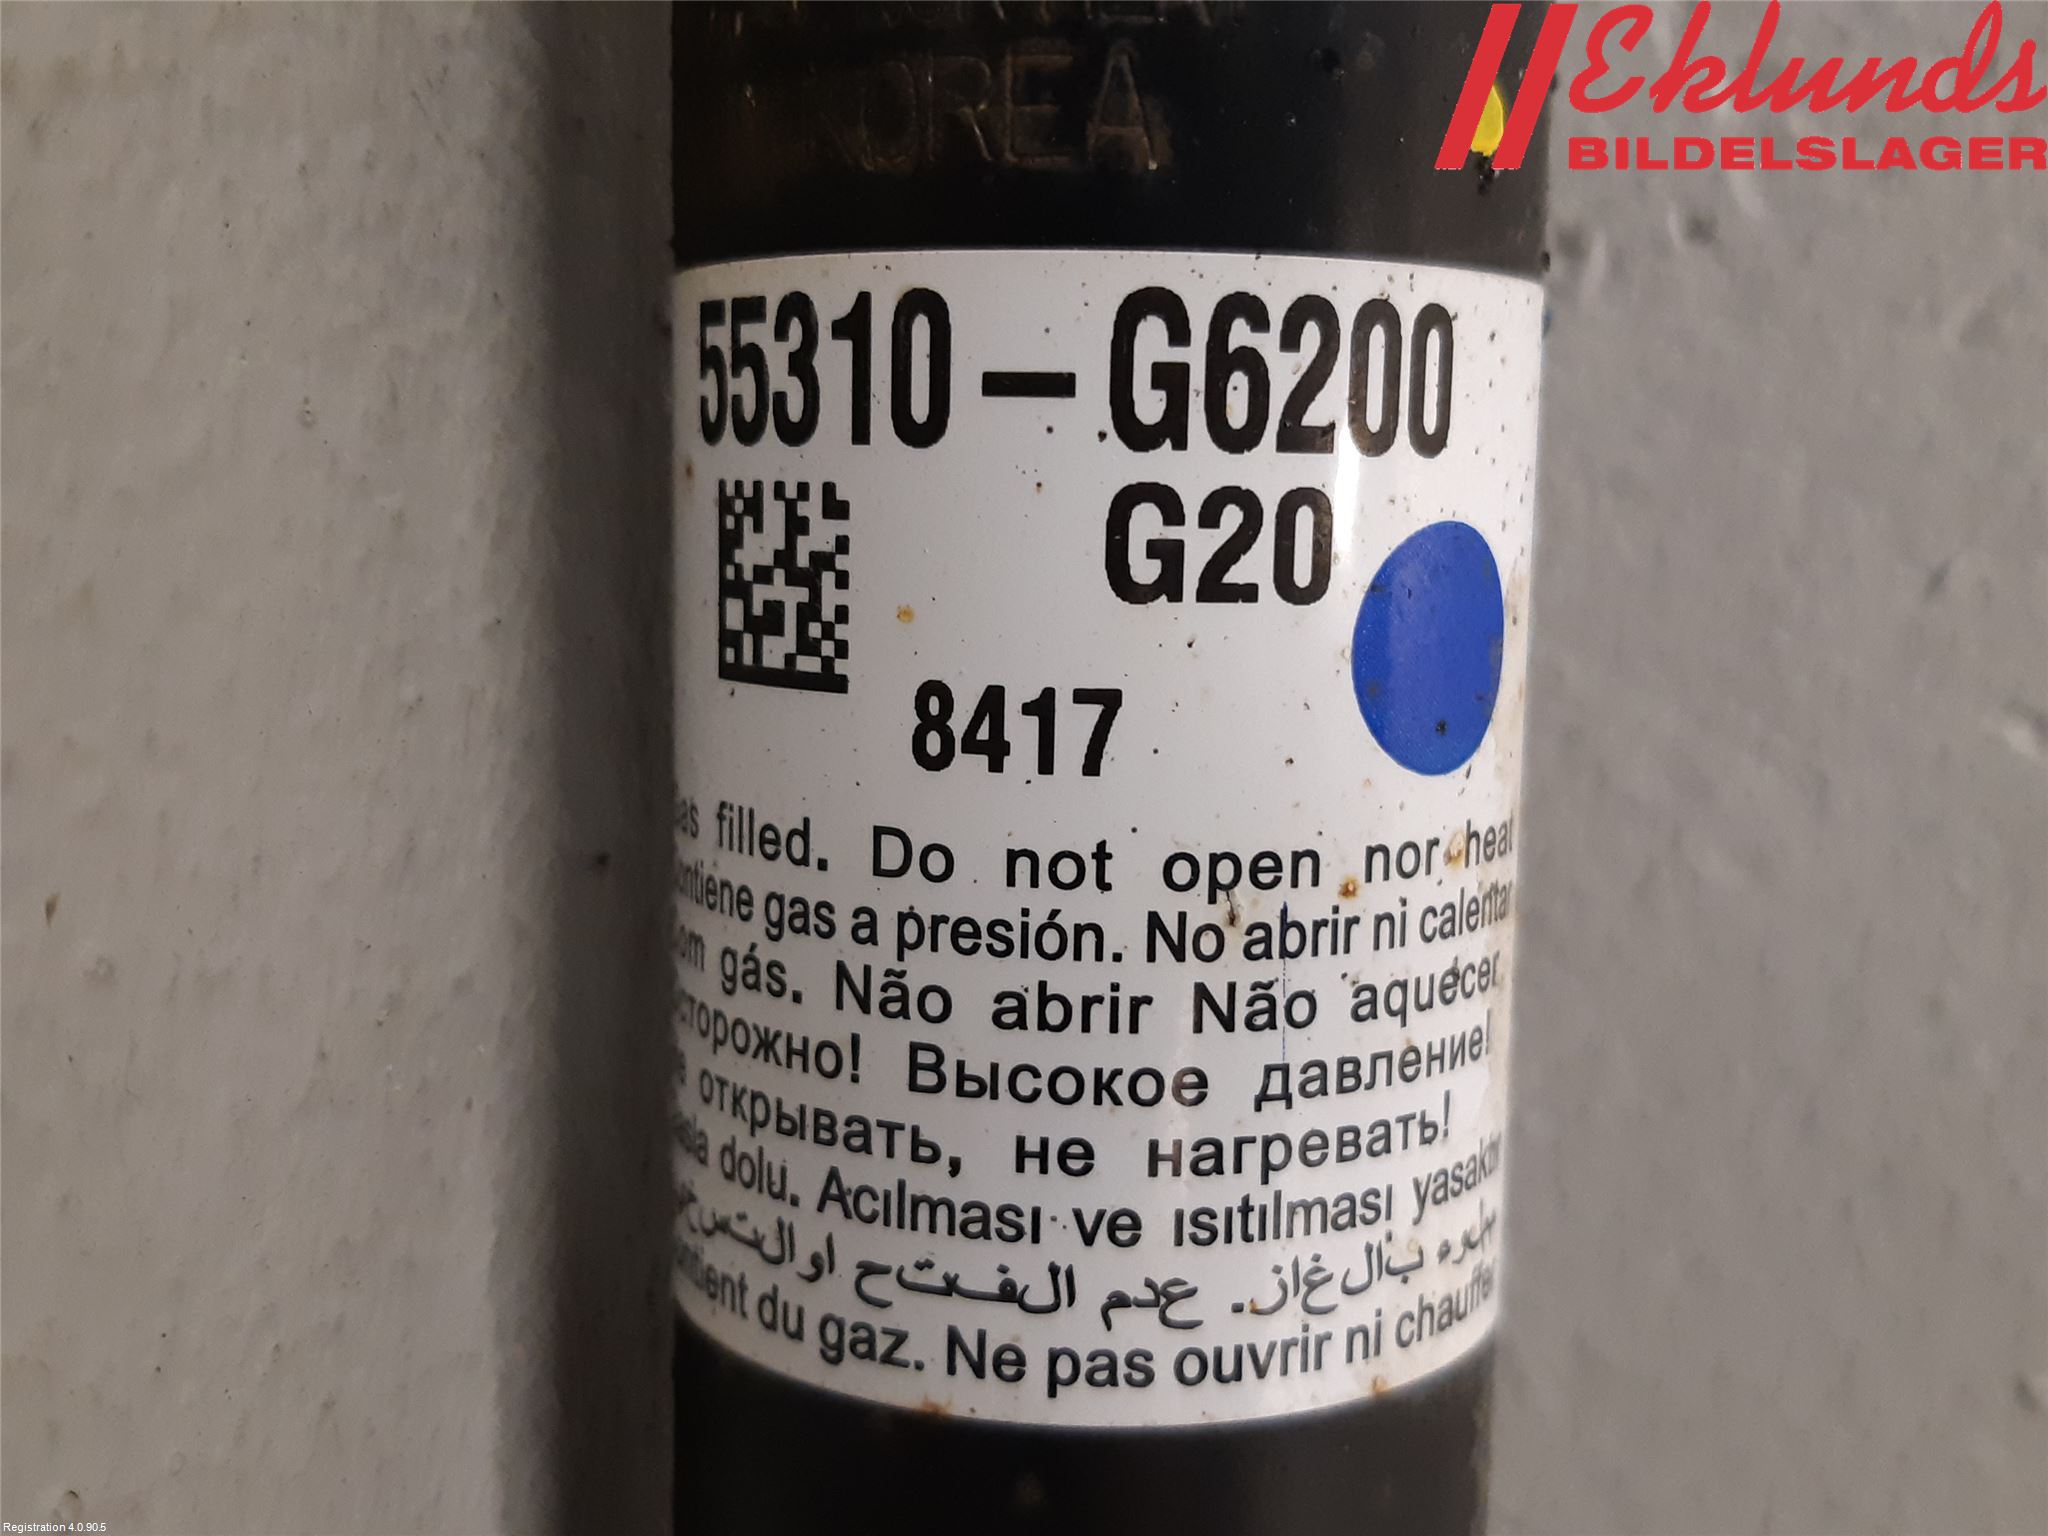 KOREA
Eklunds
BILDELSLAGER
55310-G6200
G20
8417
filled. Do not open nor heat
gas a presión. No abrir ni calentar
gás. Não abrir Não aquecer.
давление! Высокое
открывать, не нагревать!
dolu. Acılması ve ısıtılması
عدم الفتح او
ouvrir ni chauffer
du gaz. Ne pas
Registration 4.0.90.5